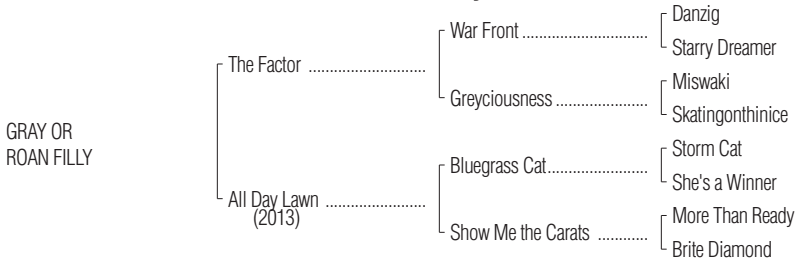 Danzig
War Front ..............................
Starry Dreamer
The Factor ............................
Miswaki
Greyciousness ......................
Skatingonthinice
GRAY OR
ROAN FILLY
Storm Cat
Bluegrass Cat........................
She's a Winner
All Day Lawn ........................
(2013)
More Than Ready
Show Me the Carats ............
Brite Diamond